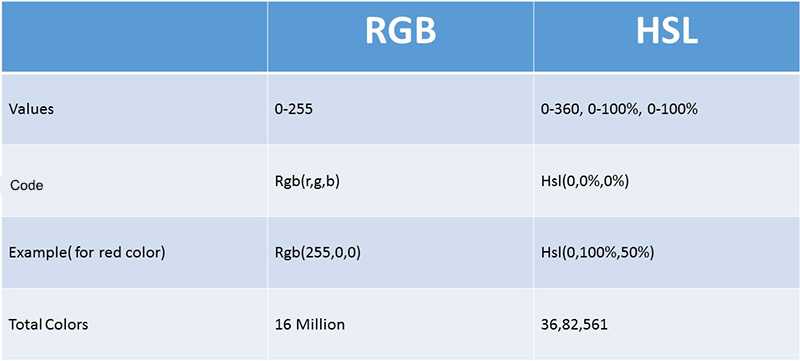 RGB HSL
Values 0-255 0-360, 0-100%, 0-100%
Code Rgb(r,g,b) Hsl(0,0%,0%)
Example( for red color) Rgb(255,0,0) Hsl(0,100%,50%)
Total Colors 16 Million 36,82,561